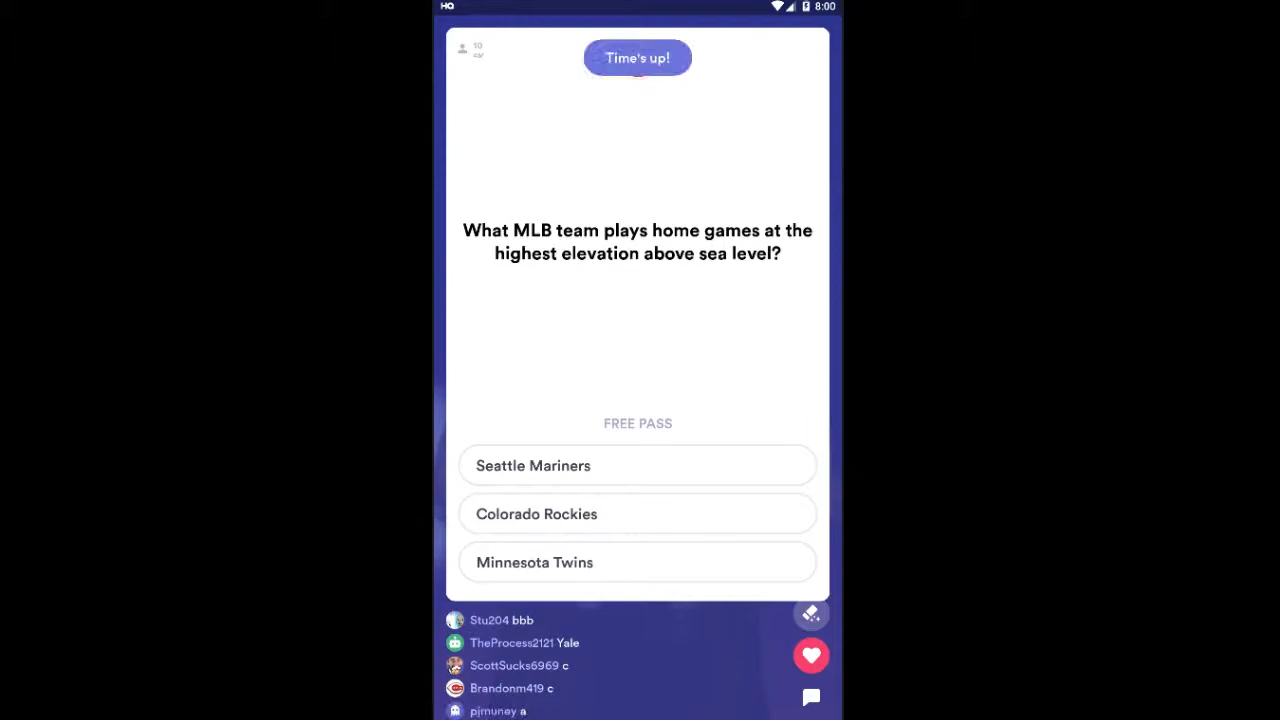 HQ
8:00
10
Time's up!
What MLB team plays home games at the
highest elevation above sea level?
FREE PASS
Seattle Mariners
Colorado Rockies
Minnesota Twins
Stu204 bbb
TheProcess2121 Yale
ScottSucks6969 c
Brandonm419 c
pjmuney a